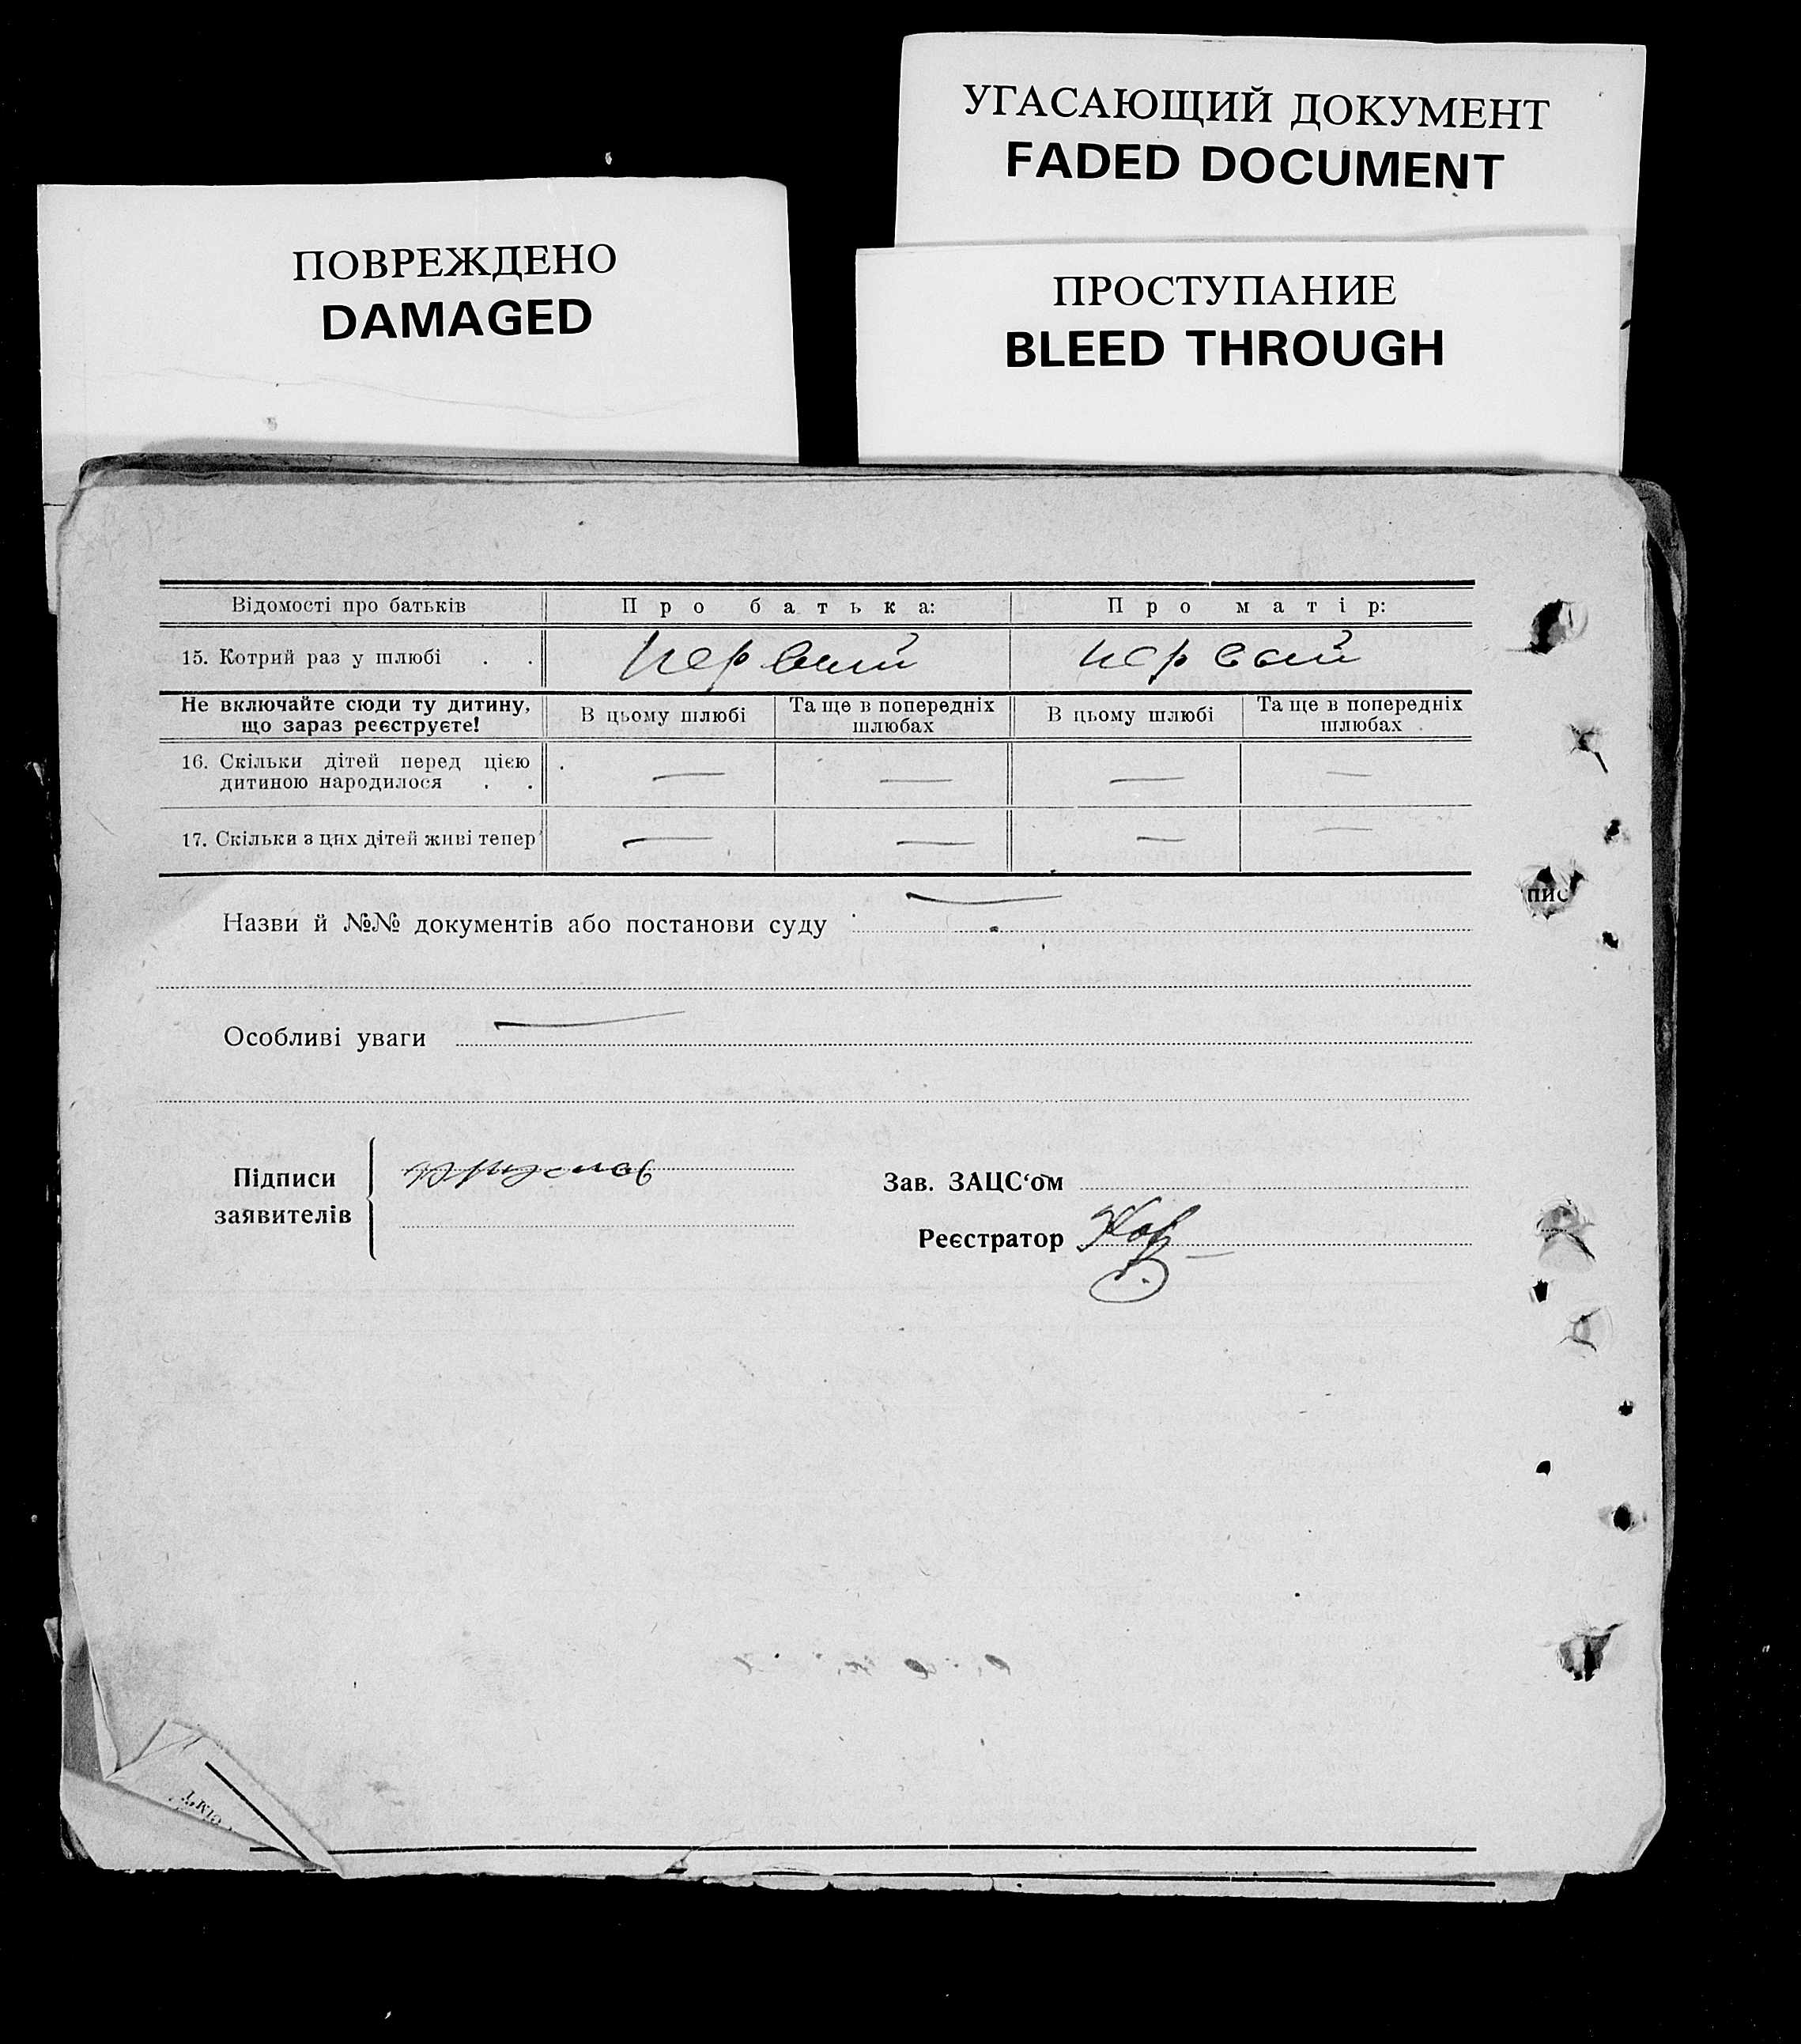 УГАСАЮЩИЙ ДОКУМЕНТ
FADED DOCUMENT
ПОВРЕЖДЕНО
DAMAGED
ПРОСТУПАНИЕ
BLEED THROUGH
Відомості про батьків Про батька: Про матір:
15. Котрий раз у шлюбі . . первый первый
Не включайте сюди ту дитину,
що зараз реєструєте!
В цьому шлюбі
Та ще в попередніх
шлюбах
В цьому шлюбі
Та ще в попередніх
шлюбах
16. Скільки дітей перед цією
дитиною народилося . . — — — —
17. Скільки з цих дітей живі тепер — — — —
пис
Назви й №№ документів або постанови суду —
Особливі уваги —
Підписи
заявителів
Зав. ЗАЦС‘ом
Реєстратор